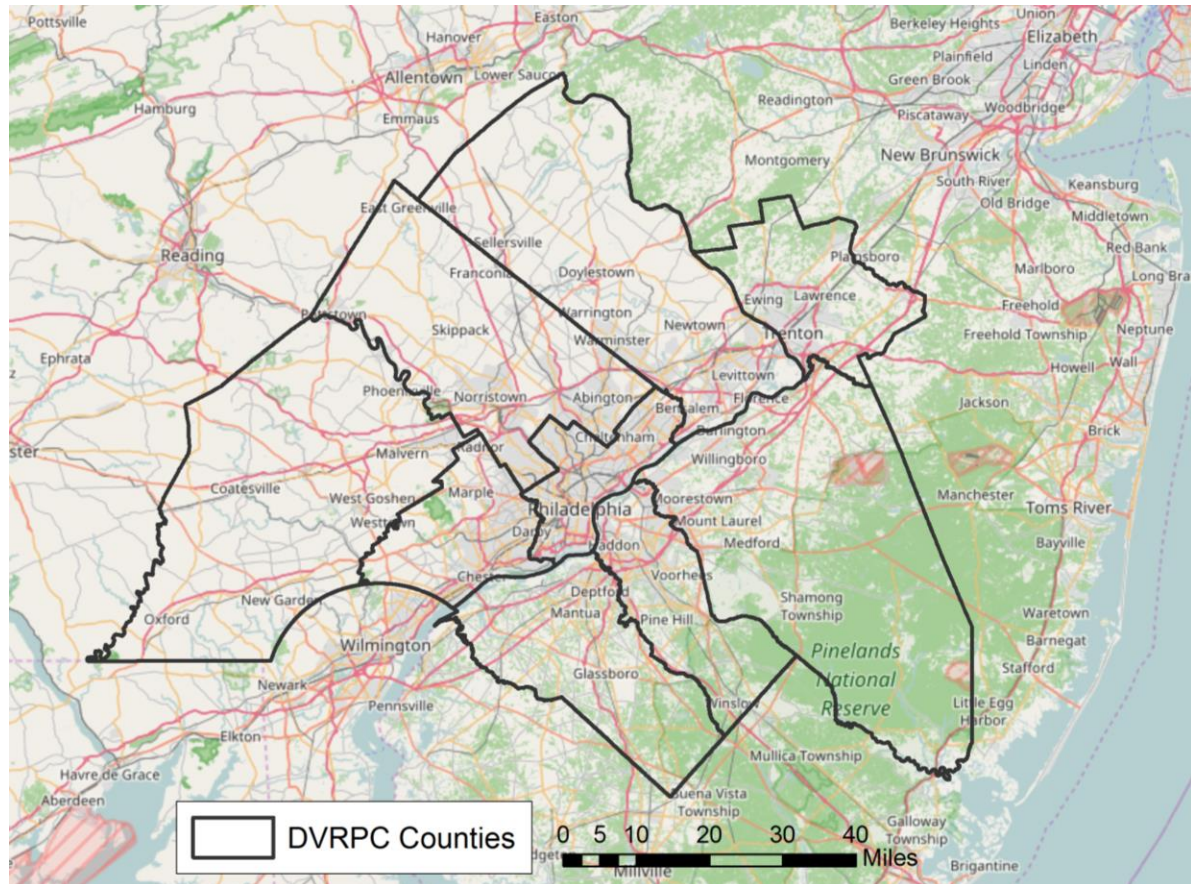 Pottsville
Easton
Berkeley Heights
Union
Elizabeth
Hanover
Plainfield
Linden
Allentown
Lower Sauco
Green Brook
Hamburg
Readington
Woodbridge
Emmaus
Piscataway
Montgomery
New Brunswick
South River
Keansburg
Old Bridge
East Greenville
Middletown
Sellersville
Red Bank
Reading
Plainsboro
Franconia
Doylestown
Marlboro
Long Bra
Ewing
Lawrence
Freehold
Pottstown
Warrington
Skippack
Newtown
Trenton
Freehold Township
Neptune
Warminster
Ephrata
Howell
Wall
Levittown
Phoenixville
Norristown
Abington
Florence
Bensalem
Jackson
Burlington
Brick
Cheltenham
Radnor
ster
Malvern
Willingboro
Coatesville
West Goshen
Marple
Moorestown
Manchester
Philadelphia
Toms River
Westtown
Mount Laurel
Darby
Haddon
Medford
Bayville
Chester
Voorhees
Deptford
New Garden
Shamong
Township
Mantua
Pine Hill
Waretown
Oxford
Wilmington
Pinelands
National
Reserve
Barnegat
Stafford
Glassboro
Newark
Winslow
Little Egg
Harbor
Pennsville
Elkton
Mullica Township
Havre de Grace
Aberdeen
Buena Vista
Township
Galloway
Township
DVRPC Counties
0 5 10 20 30 40
Miles
dgeton
Millville
Brigantine